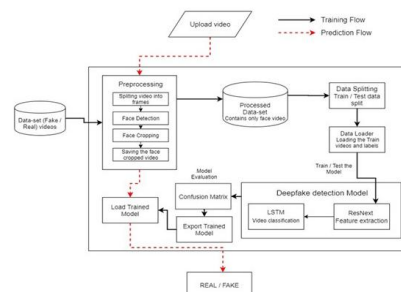 Upload video
Training Flow
Prediction Flow
Preprocessing
Splitting video into
frames
Face Detection
Face Cropping
Saving the face
cropped video
Data-set (Fake /
Real) videos
Processed
Data-set
Contains only face video
Data Splitting
Train / Test data
split
Data Loader
Loading the Train
videos and labels
Train / Test the
Model
Model
Evaluation
Deepfake detection Model
Confusion Matrix
LSTM
Video classification
ResNext
Feature extraction
Load Trained
Model
Export Trained
Model
REAL / FAKE